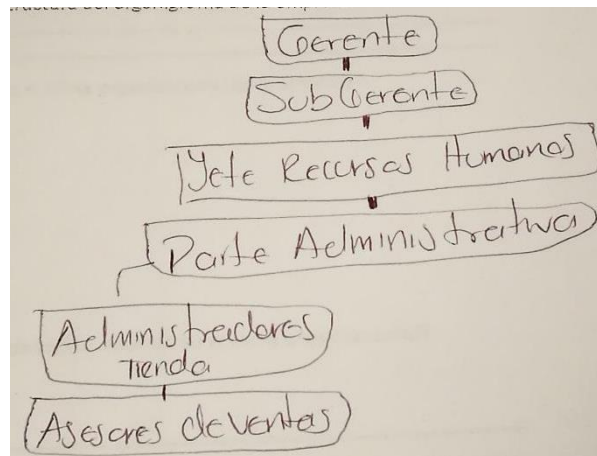 Gerente
SubGerente
Jefe Recursos Humanos
Parte Administrativa
Administradores
Tienda
Asesores de ventas